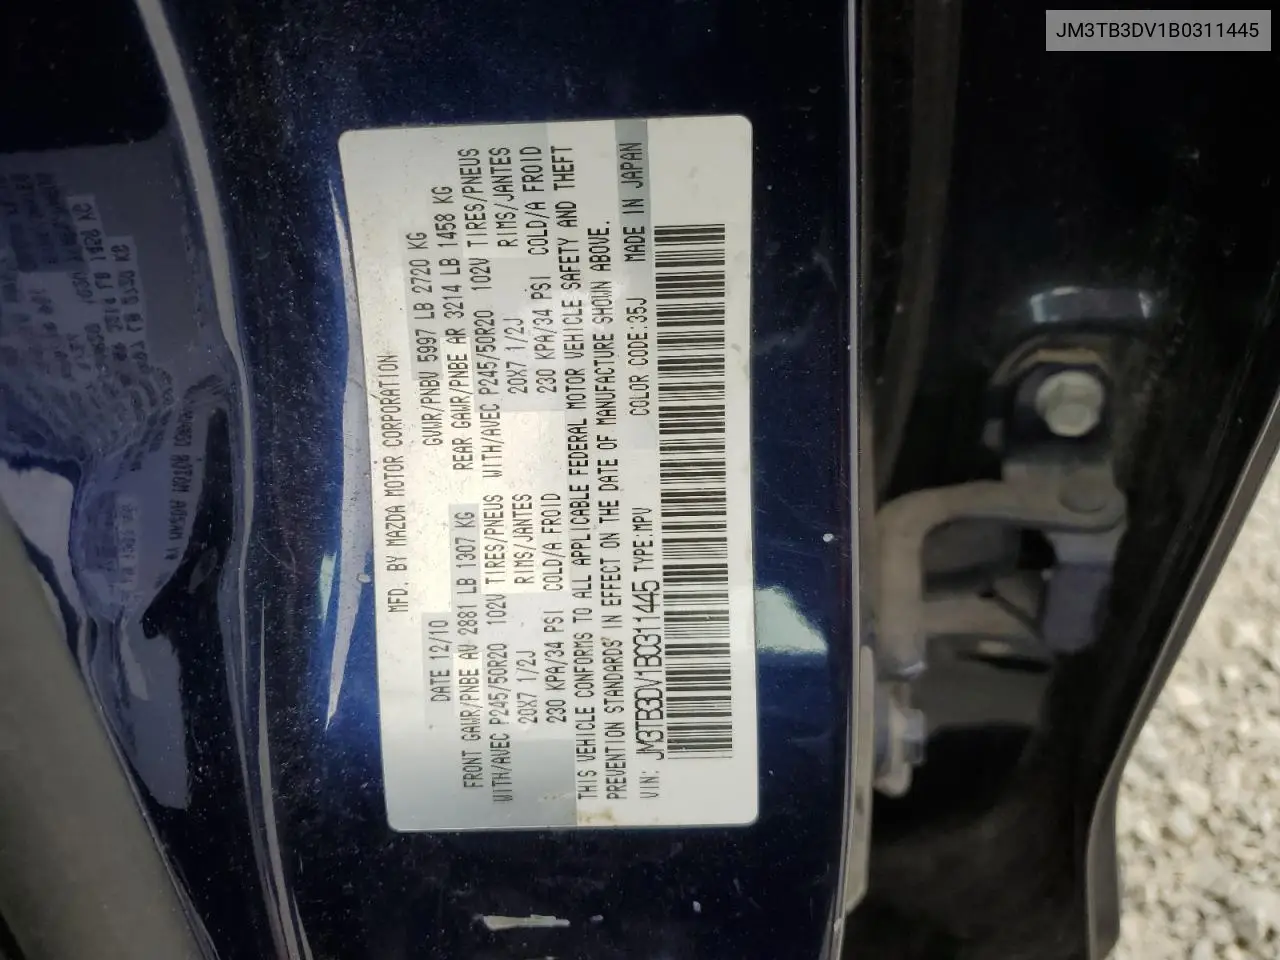 JM3TB3DV1B0311445
MFD. BY MAZDA MOTOR CORPORATION
DATE 12/10 GVWR/PNBV 5997 LB 2720 KG
FRONT GAWR/PNBE AV 2881 LB 1307 KG REAR GAWR/PNBE AR 3214 LB 1458 KG
WITH/AVEC P245/50R20 102V TIRES/PNEUS WITH/AVEC P245/50R20 102V TIRES/PNEUS
20X7 1/2J RIMS/JANTES 20X7 1/2J RIMS/JANTES
230 KPA/34 PSI COLD/A FROID 230 KPA/34 PSI COLD/A FROID
THIS VEHICLE CONFORMS TO ALL APPLICABLE FEDERAL MOTOR VEHICLE SAFETY AND THEFT
PREVENTION STANDARDS IN EFFECT ON THE DATE OF MANUFACTURE SHOWN ABOVE.
COLOR CODE:35J MADE IN JAPAN
VIN: JM3TB3DV1B0311445 TYPE:MPV